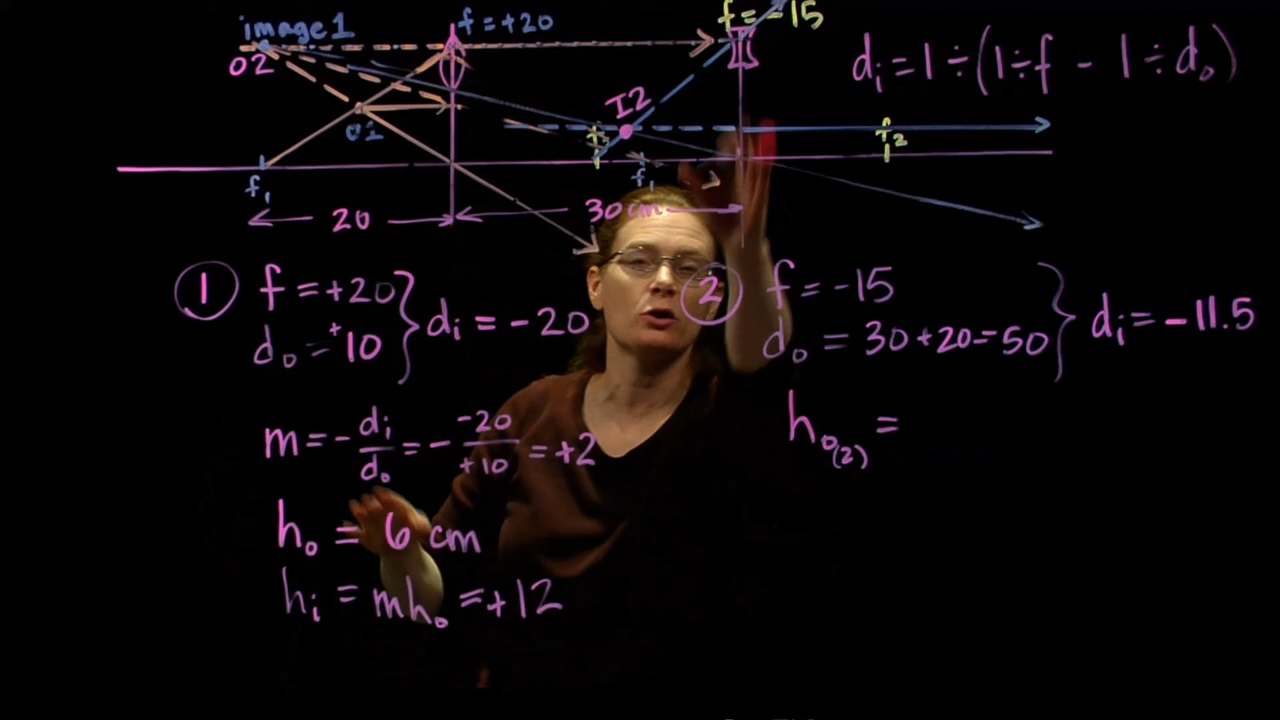 image1
f = +20
f = -15
O2
di = 1 ÷ (1÷f - 1÷do)
I2
O1
f2
f2
f1
f1
20
30 cm
1
f = +20
do = +10
di = -20
2
f = -15
do = 30+20=50
di = -11.5
m = - di/do = - -20/+10 = +2
ho(2) =
ho = 6 cm
hi = mho = +12